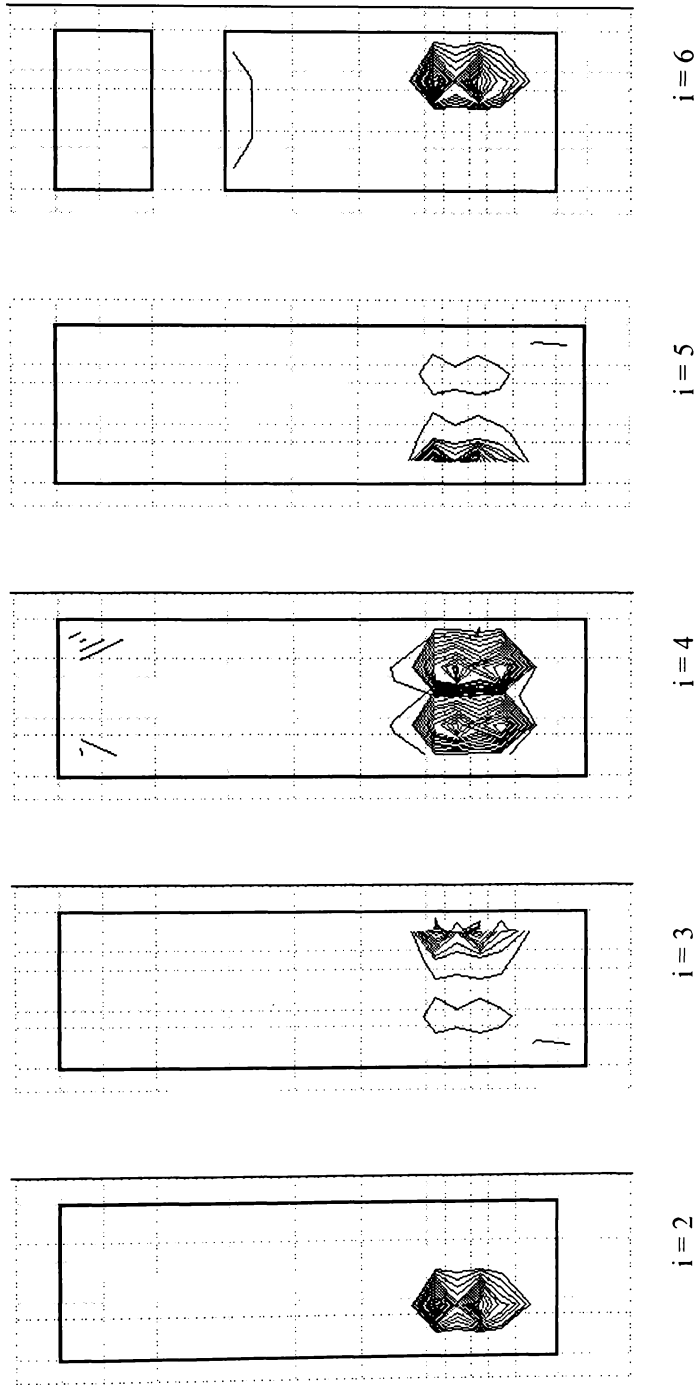 i = 6
i = 5
i = 4
i = 3
i = 2